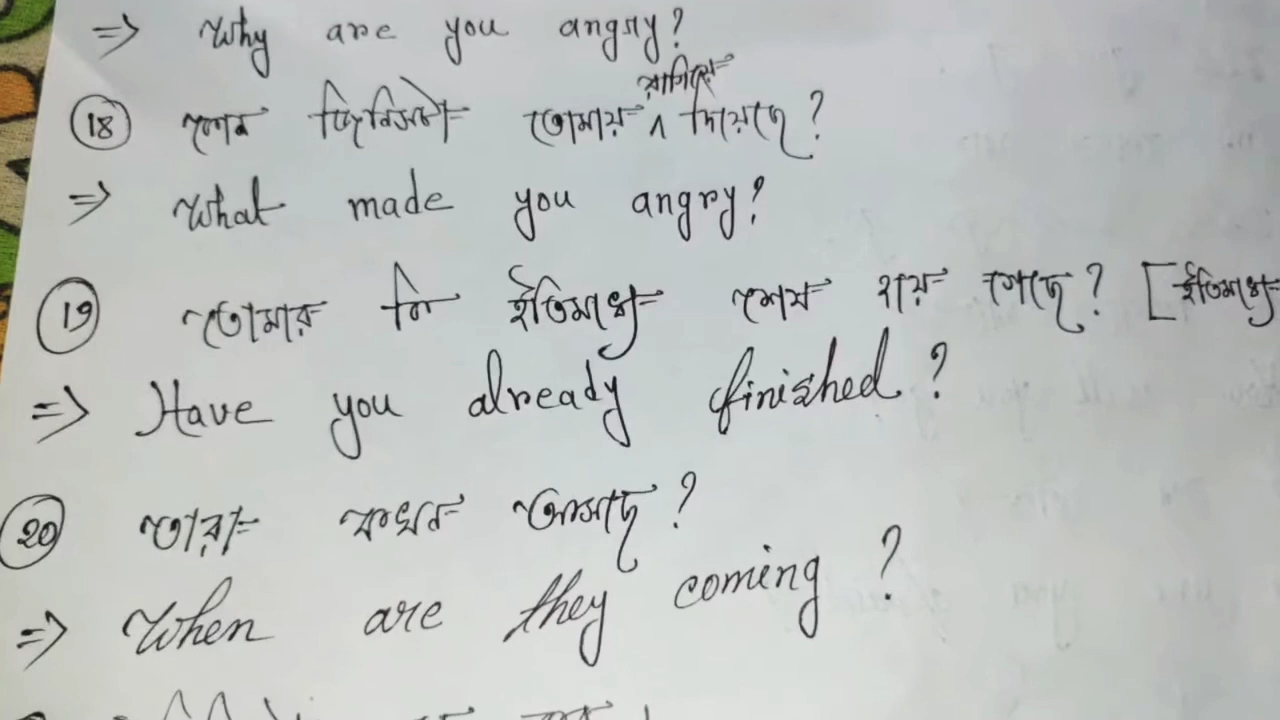 ⇒ Why are you angry?
(18) কোন জিনিসটা তোমায় ^ রাগিয়ে দিয়েছে?
⇒ What made you angry?
(19) তোমার কি ইতিমধ্যে শেষ হয়ে গেছে? [ইতিমধ্যে
⇒ Have you already finished?
(20) তারা কখন আসছে?
⇒ When are they coming?